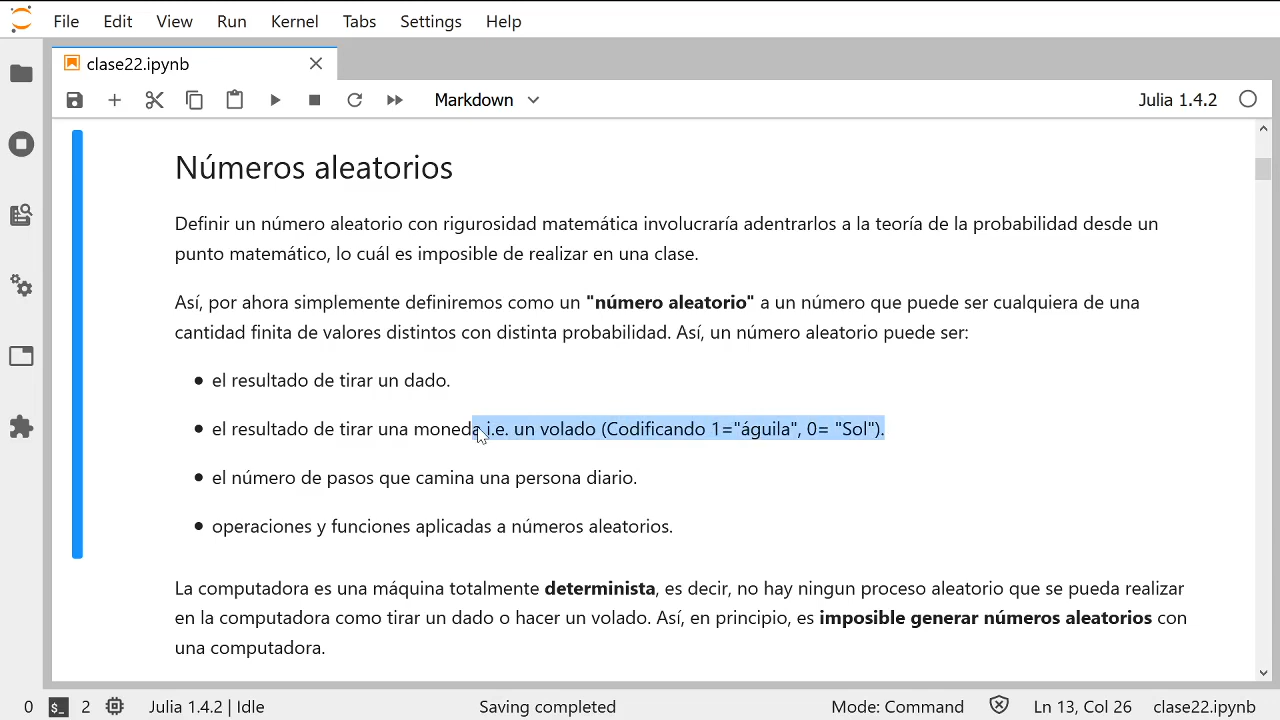 File Edit View Run Kernel Tabs Settings Help
clase22.ipynb
Markdown
Julia 1.4.2
Números aleatorios
Definir un número aleatorio con rigurosidad matemática involucraría adentrarlos a la teoría de la probabilidad desde un
punto matemático, lo cuál es imposible de realizar en una clase.
Así, por ahora simplemente definiremos como un "número aleatorio" a un número que puede ser cualquiera de una
cantidad finita de valores distintos con distinta probabilidad. Así, un número aleatorio puede ser:
• el resultado de tirar un dado.
• el resultado de tirar una moneda i.e. un volado (Codificando 1="águila", 0= "Sol").
• el número de pasos que camina una persona diario.
• operaciones y funciones aplicadas a números aleatorios.
La computadora es una máquina totalmente determinista, es decir, no hay ningun proceso aleatorio que se pueda realizar
en la computadora como tirar un dado o hacer un volado. Así, en principio, es imposible generar números aleatorios con
una computadora.
0 $_ 2 Julia 1.4.2 | Idle Saving completed Mode: Command Ln 13, Col 26 clase22.ipynb